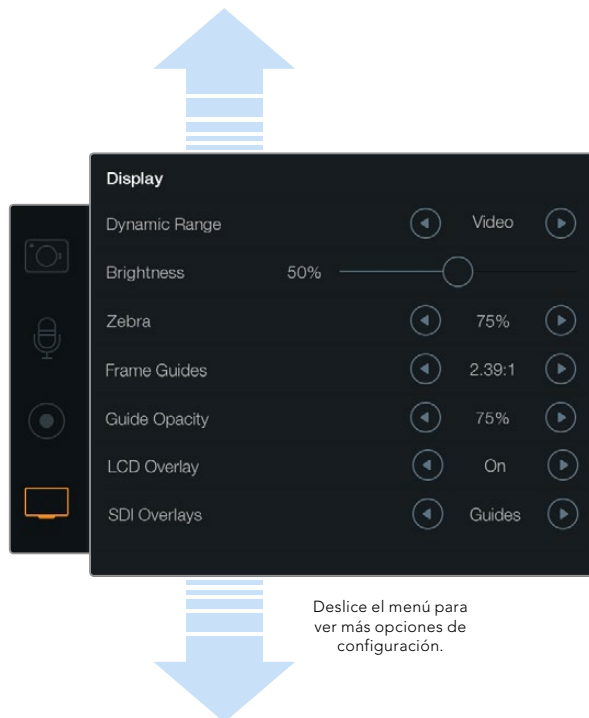 Display
Dynamic Range Video
Brightness 50%
Zebra 75%
Frame Guides 2.39:1
Guide Opacity 75%
LCD Overlay On
SDI Overlays Guides
Deslice el menú para
ver más opciones de
configuración.